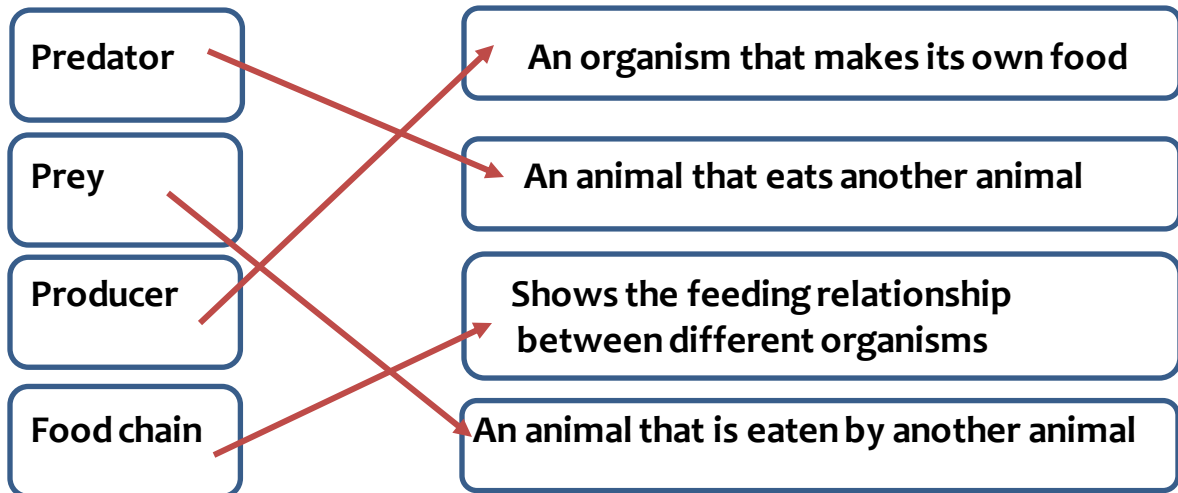 Predator
An organism that makes its own food
Prey
An animal that eats another animal
Producer
Shows the feeding relationship
between different organisms
Food chain
An animal that is eaten by another animal